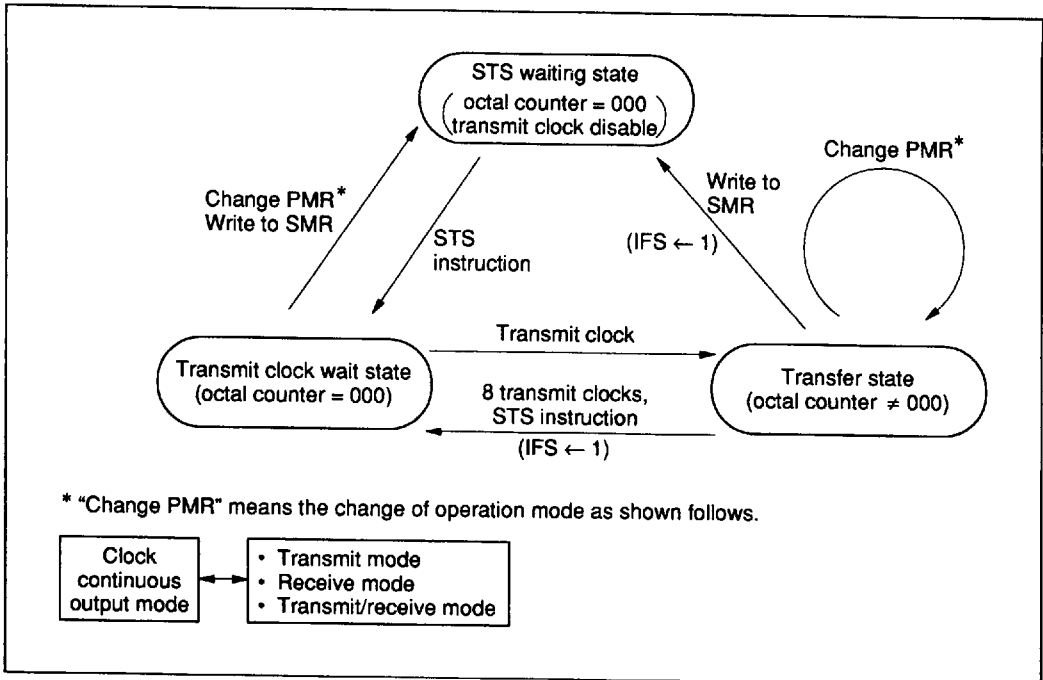 STS waiting state
(octal counter = 000
transmit clock disable)
Change PMR*
Change PMR*
Write to SMR
STS
instruction
Write to
SMR
(IFS ← 1)
Transmit clock wait state
(octal counter = 000)
Transmit clock
8 transmit clocks,
STS instruction
(IFS ← 1)
Transfer state
(octal counter ≠ 000)
* "Change PMR" means the change of operation mode as shown follows.
Clock
continuous
output mode
• Transmit mode
• Receive mode
• Transmit/receive mode